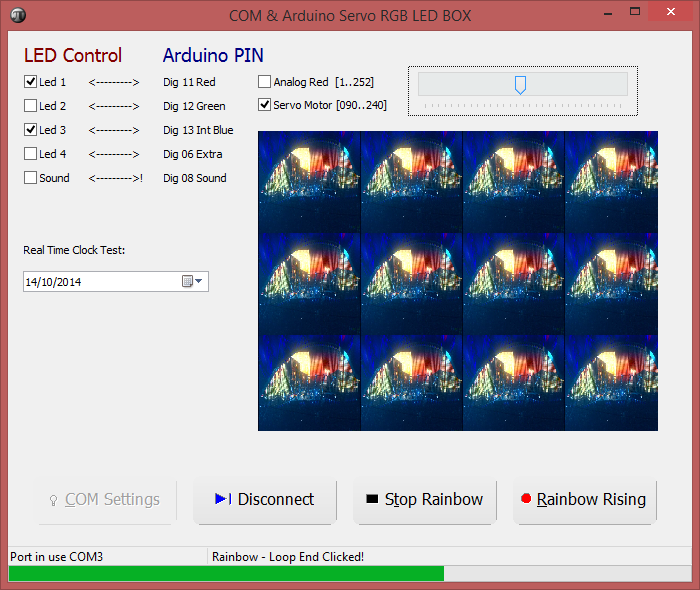 COM & Arduino Servo RGB LED BOX
LED Control
Arduino PIN
Led 1 <---------> Dig 11 Red
Analog Red [1..252]
Led 2 <---------> Dig 12 Green
Servo Motor [090..240]
Led 3 <---------> Dig 13 Int Blue
Led 4 <---------> Dig 06 Extra
Sound <--------->! Dig 08 Sound
Real Time Clock Test:
14/10/2014
COM Settings
Disconnect
Stop Rainbow
Rainbow Rising
Port in use COM3
Rainbow - Loop End Clicked!